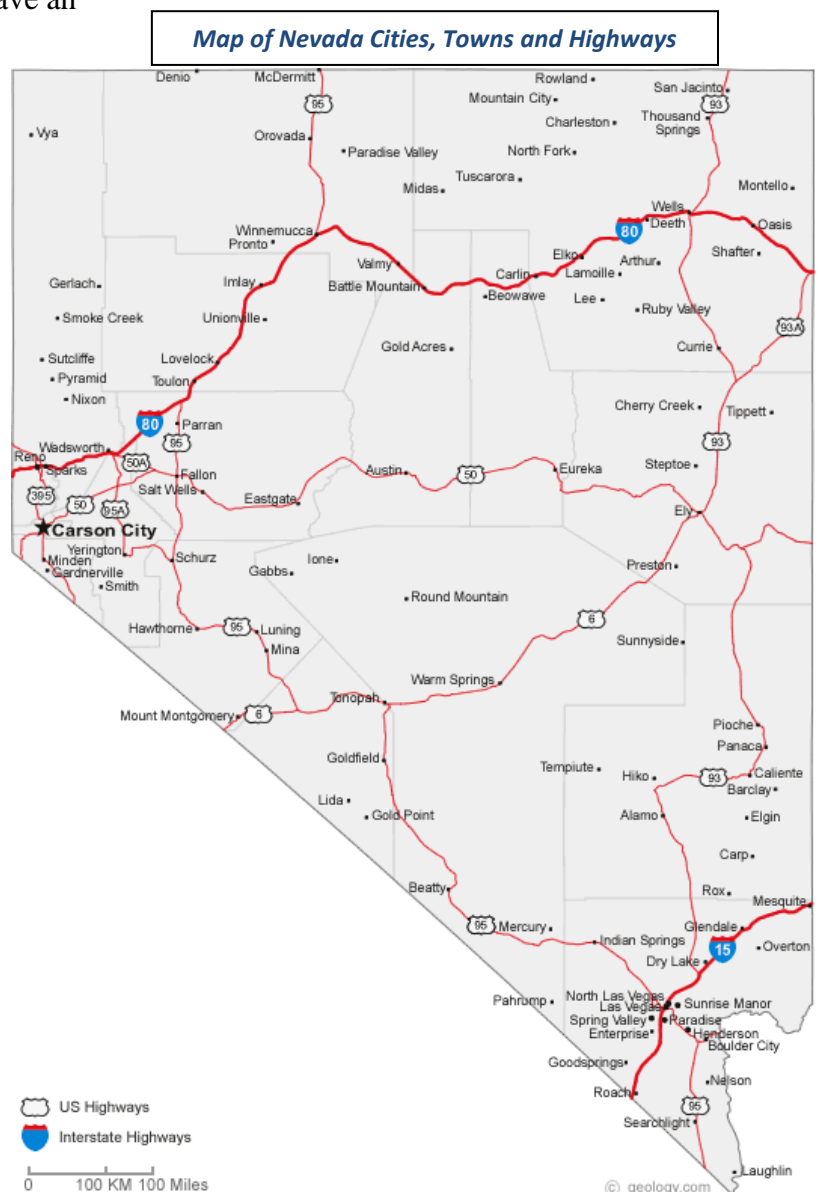 ave an
Map of Nevada Cities, Towns and Highways
Denio
McDermitt
Rowland
San Jacinto
95
Mountain City
93
Vya
Orovada
Charleston
Thousand
Springs
Paradise Valley
North Fork
Tuscarora
Midas
Montello
Wells
Winnemucca
80
Deeth
Oasis
Pronto
Elko
Shafter
Valmy
Arthur
Imlay
Carlin
Lamoille
Gerlach
Battle Mountain
Beowawe
Lee
Ruby Valley
Smoke Creek
Unionville
93A
Gold Acres
Currie
Sutcliffe
Lovelock
Pyramid
Toulon
Nixon
Cherry Creek
Tippett
80
Parran
95
93
Wadsworth
Reno
50A
Sparks
Austin
50
Eureka
Steptoe
Fallon
395
Salt Wells
50
95A
Eastgate
Ely
Carson City
Yerington
Minden
Schurz
Ione
Preston
Gardnerville
Gabbs
Smith
Round Mountain
6
Hawthorne
95
Luning
Sunnyside
Mina
Warm Springs
Tonopah
Mount Montgomery
6
Pioche
Panaca
Goldfield
Tempiute
Hiko
93
Caliente
Barclay
Lida
Gold Point
Alamo
Elgin
Carp
Beatty
Rox
Mesquite
95
Mercury
Glendale
Indian Springs
15
Overton
Dry Lake
Pahrump
North Las Vegas
Las Vegas
Sunrise Manor
Spring Valley
Paradise
Enterprise
Henderson
Boulder City
Goodsprings
Nelson
Roach
95
Searchlight
Laughlin
US Highways
Interstate Highways
0 100 KM 100 Miles
© geology.com